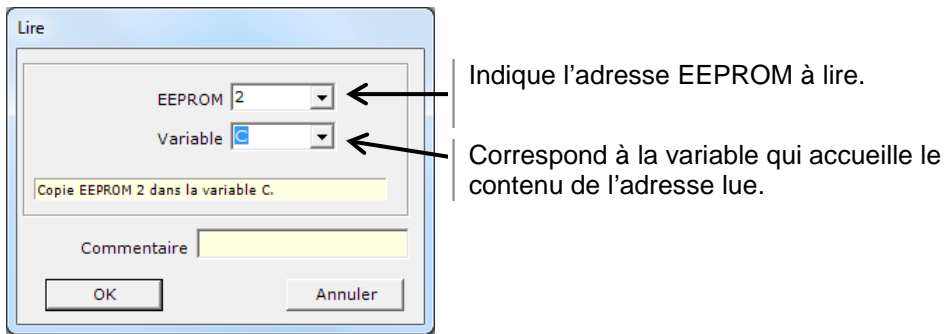 Lire
EEPROM 2
Variable C
Copie EEPROM 2 dans la variable C.
Commentaire
OK Annuler
Indique l’adresse EEPROM à lire.
Correspond à la variable qui accueille le
contenu de l’adresse lue.